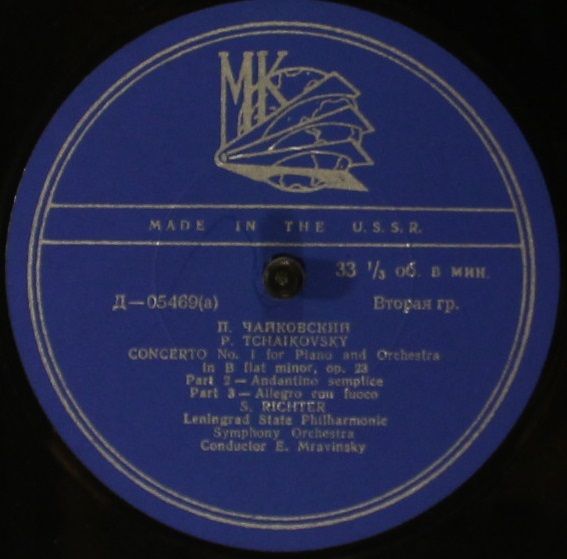 МК
MADE IN THE U.S.S.R.
33 1/3 об. в мин.
Д—05469(а) Вторая гр.
П. ЧАЙКОВСКИЙ
P. TCHAIKOVSKY
CONCERTO No. 1 for Piano and Orchestra
in B flat minor, op. 23
Part 2—Andantino semplice
Part 3—Allegro con fuoco
S. RICHTER
Leningrad State Philharmonic
Symphony Orchestra
Conductor E. Mravinsky